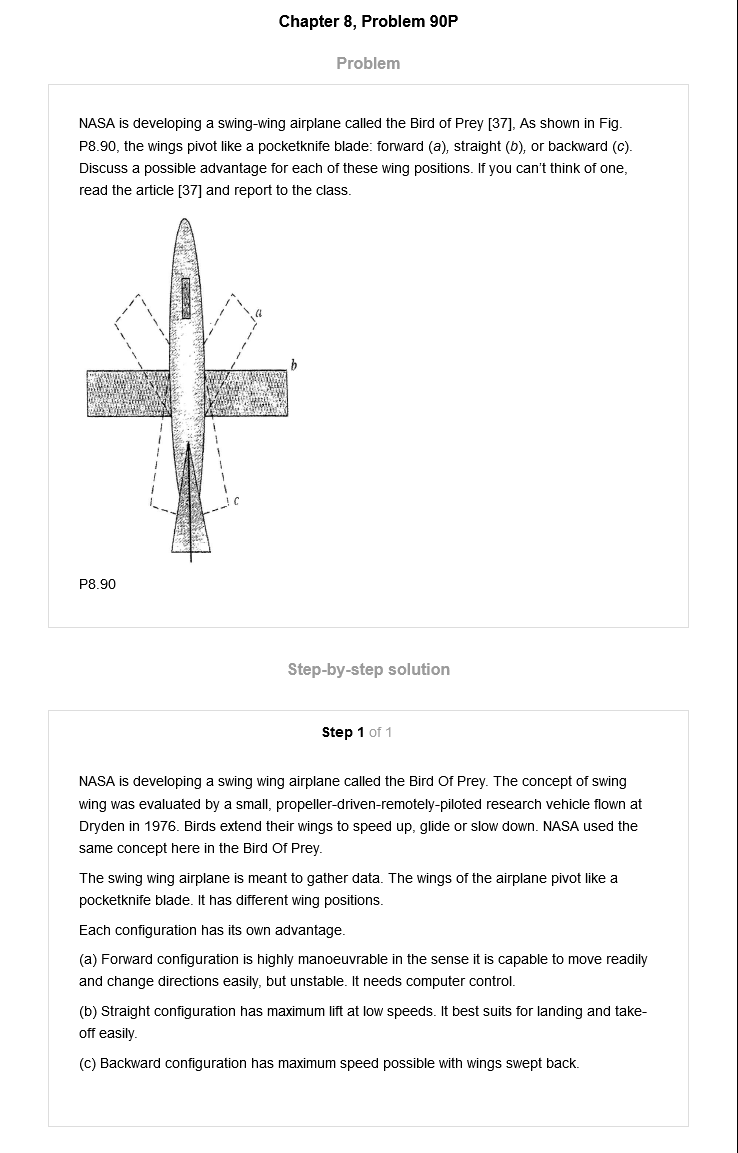 Chapter 8, Problem 90P
Problem
NASA is developing a swing-wing airplane called the Bird of Prey [37], As shown in Fig.
P8.90, the wings pivot like a pocketknife blade: forward (a), straight (b), or backward (c).
Discuss a possible advantage for each of these wing positions. If you can't think of one,
read the article [37] and report to the class.
a
b
c
P8.90
Step-by-step solution
Step 1 of 1
NASA is developing a swing wing airplane called the Bird Of Prey. The concept of swing
wing was evaluated by a small, propeller-driven-remotely-piloted research vehicle flown at
Dryden in 1976. Birds extend their wings to speed up, glide or slow down. NASA used the
same concept here in the Bird Of Prey.
The swing wing airplane is meant to gather data. The wings of the airplane pivot like a
pocketknife blade. It has different wing positions.
Each configuration has its own advantage.
(a) Forward configuration is highly manoeuvrable in the sense it is capable to move readily
and change directions easily, but unstable. It needs computer control.
(b) Straight configuration has maximum lift at low speeds. It best suits for landing and take-
off easily.
(c) Backward configuration has maximum speed possible with wings swept back.